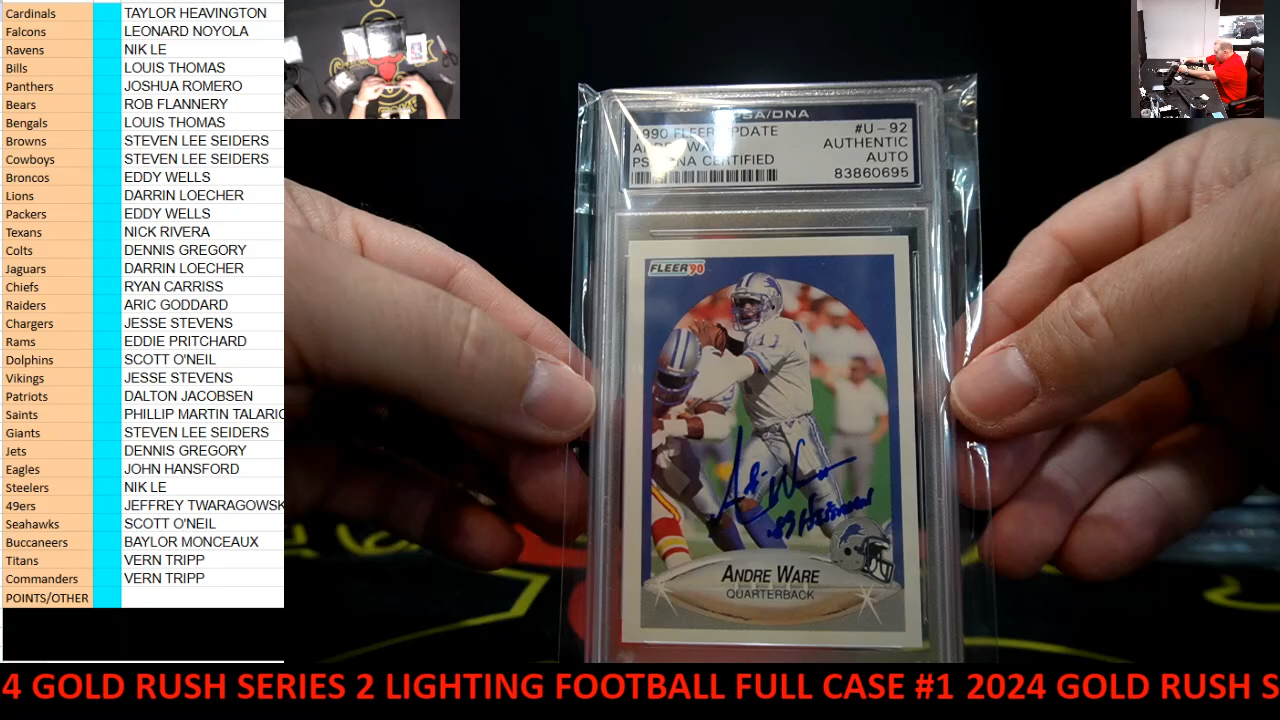 Cardinals TAYLOR HEAVINGTON
Falcons LEONARD NOYOLA
Ravens NIK LE
Bills LOUIS THOMAS
Panthers JOSHUA ROMERO
Bears ROB FLANNERY
Bengals LOUIS THOMAS
Browns STEVEN LEE SEIDERS
Cowboys STEVEN LEE SEIDERS
Broncos EDDY WELLS
Lions DARRIN LOECHER
Packers EDDY WELLS
Texans NICK RIVERA
Colts DENNIS GREGORY
Jaguars DARRIN LOECHER
Chiefs RYAN CARRISS
Raiders ARIC GODDARD
Chargers JESSE STEVENS
Rams EDDIE PRITCHARD
Dolphins SCOTT O'NEIL
Vikings JESSE STEVENS
Patriots DALTON JACOBSEN
Saints PHILLIP MARTIN TALARIC
Giants STEVEN LEE SEIDERS
Jets DENNIS GREGORY
Eagles JOHN HANSFORD
Steelers NIK LE
49ers JEFFREY TWARAGOWSK
Seahawks SCOTT O'NEIL
Buccaneers BAYLOR MONCEAUX
Titans VERN TRIPP
Commanders VERN TRIPP
POINTS/OTHER
PSA/DNA
1990 FLEER UPDATE #U-92
AUTHENTIC
AUTO
CERTIFIED
83860695
FLEER '90
11
Andre Ware
'89 Heisman
ANDRE WARE
QUARTERBACK
4 GOLD RUSH SERIES 2 LIGHTING FOOTBALL FULL CASE #1 2024 GOLD RUSH S